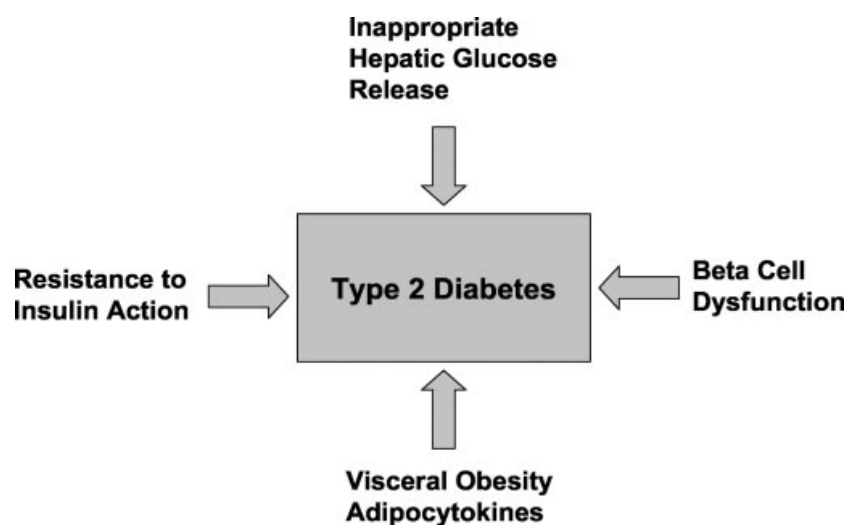 Inappropriate
Hepatic Glucose
Release
Resistance to
Insulin Action
Type 2 Diabetes
Beta Cell
Dysfunction
Visceral Obesity
Adipocytokines